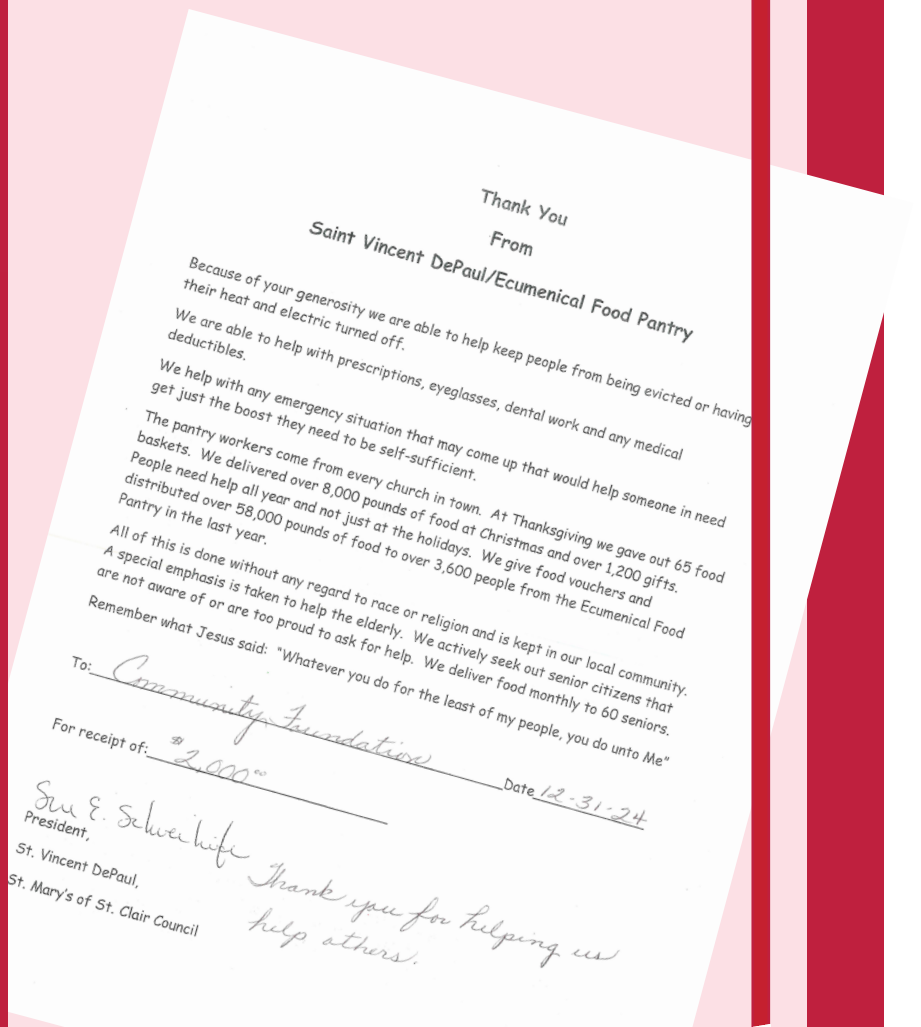 Thank You
From
Saint Vincent DePaul/Ecumenical Food Pantry
Because of your generosity we are able to help keep people from being evicted or having
their heat and electric turned off.
We are able to help with prescriptions, eyeglasses, dental work and any medical
deductibles.
We help with any emergency situation that may come up that would help someone in need
get just the boost they need to be self-sufficient.
The pantry workers come from every church in town. At Thanksgiving we gave out 65 food
baskets. We delivered over 8,000 pounds of food at Christmas and over 1,200 gifts.
People need help all year and not just at the holidays. We give food vouchers and
distributed over 58,000 pounds of food to over 3,600 people from the Ecumenical Food
Pantry in the last year.
All of this is done without any regard to race or religion and is kept in our local community.
A special emphasis is taken to help the elderly. We actively seek out senior citizens that
are not aware of or are too proud to ask for help. We deliver food monthly to 60 seniors.
Remember what Jesus said: "Whatever you do for the least of my people, you do unto Me"
To: Community Foundation Date 12-31-24
For receipt of: $2,000.00
Sue E.
President,
St. Vincent DePaul,
St. Mary's of St. Clair Council
Thank you for helping us
help others.